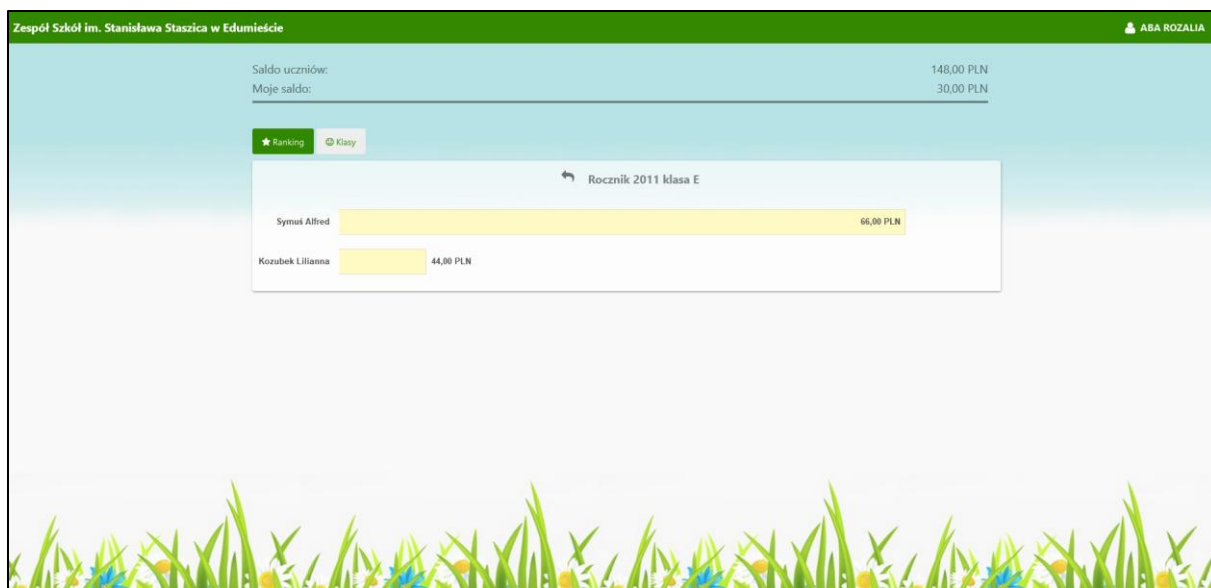 Zespół Szkół im. Stanisława Staszica w Edumieście ABA ROZALIA
Saldo uczniów: 148,00 PLN
Moje saldo: 30,00 PLN
Ranking Klasy
Rocznik 2011 klasa E
Symuś Alfred 66,00 PLN
Kozubek Lilianna 44,00 PLN